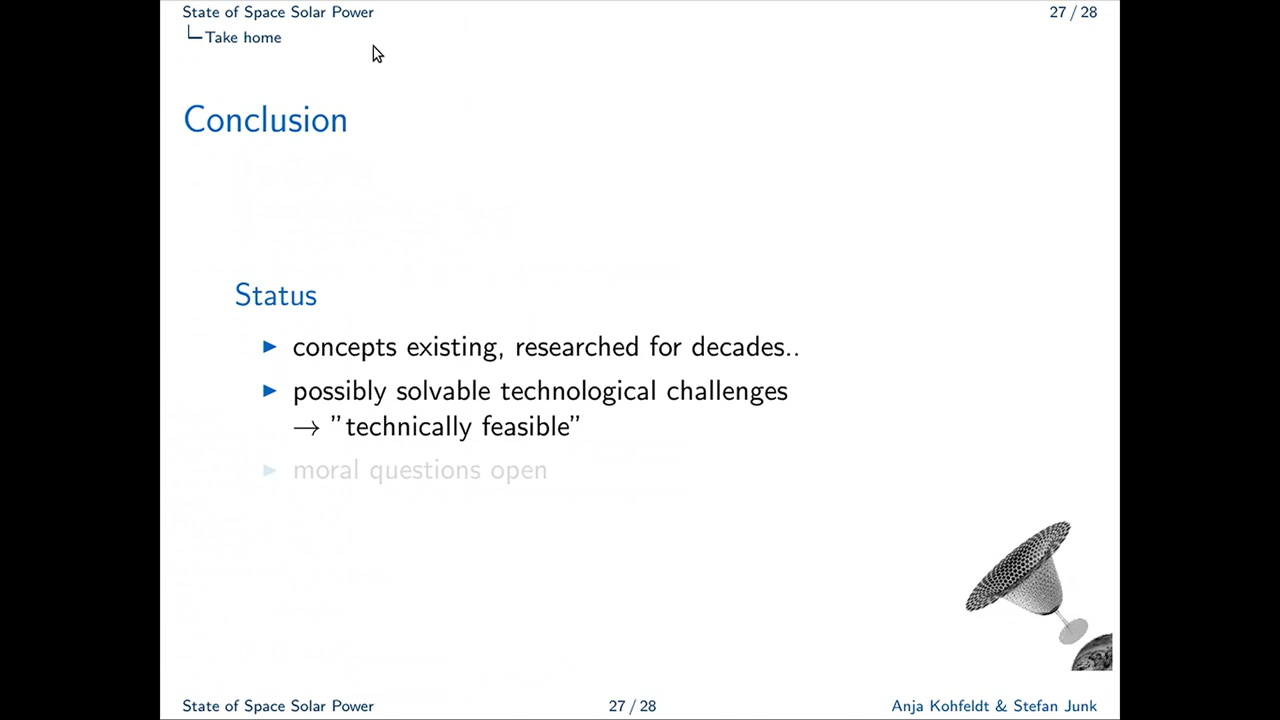 State of Space Solar Power 27 / 28
Take home
Conclusion
Status
concepts existing, researched for decades..
possibly solvable technological challenges
→ ”technically feasible”
moral questions open
State of Space Solar Power 27 / 28 Anja Kohfeldt & Stefan Junk